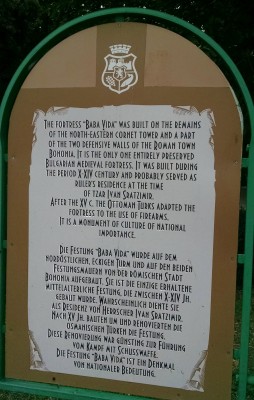 The fortress "Baba Vida" was built on the remains
of the north-eastern cornet tower and a part
of the two defensive walls of the Roman town
Bononia. It is the only one entirely preserved
Bulgarian medieval fortress. It was built during
the period X-XIV century and probably served as
ruler's residence at the time
of tzar Ivan Sratzimir.
After the XV c. the Ottoman Turks adapted the
fortress to the use of firearms.
It is a monument of culture of national
importance.
Die Festung "Baba Vida" wurde auf dem
nordöstlichen, eckigen Turm und auf den beiden
Festungsmauern von der römischen Stadt
Bononia aufgebaut. Sie ist die einzige erhaltene
mittelalterliche Festung, die zwischen X-XIV Jh.
gebaut wurde. Wahrscheinlich diente sie
als Residenz von Herrscher Ivan Sratzimir.
Nach XV Jh. bauten um und renovierten die
osmanischen Türken die Festung.
Diese Renovierung war günstig zur Führung
vom Kampf mit Schusswaffe.
Die Festung "Baba Vida" ist ein Denkmal
von nationaler Bedeutung.